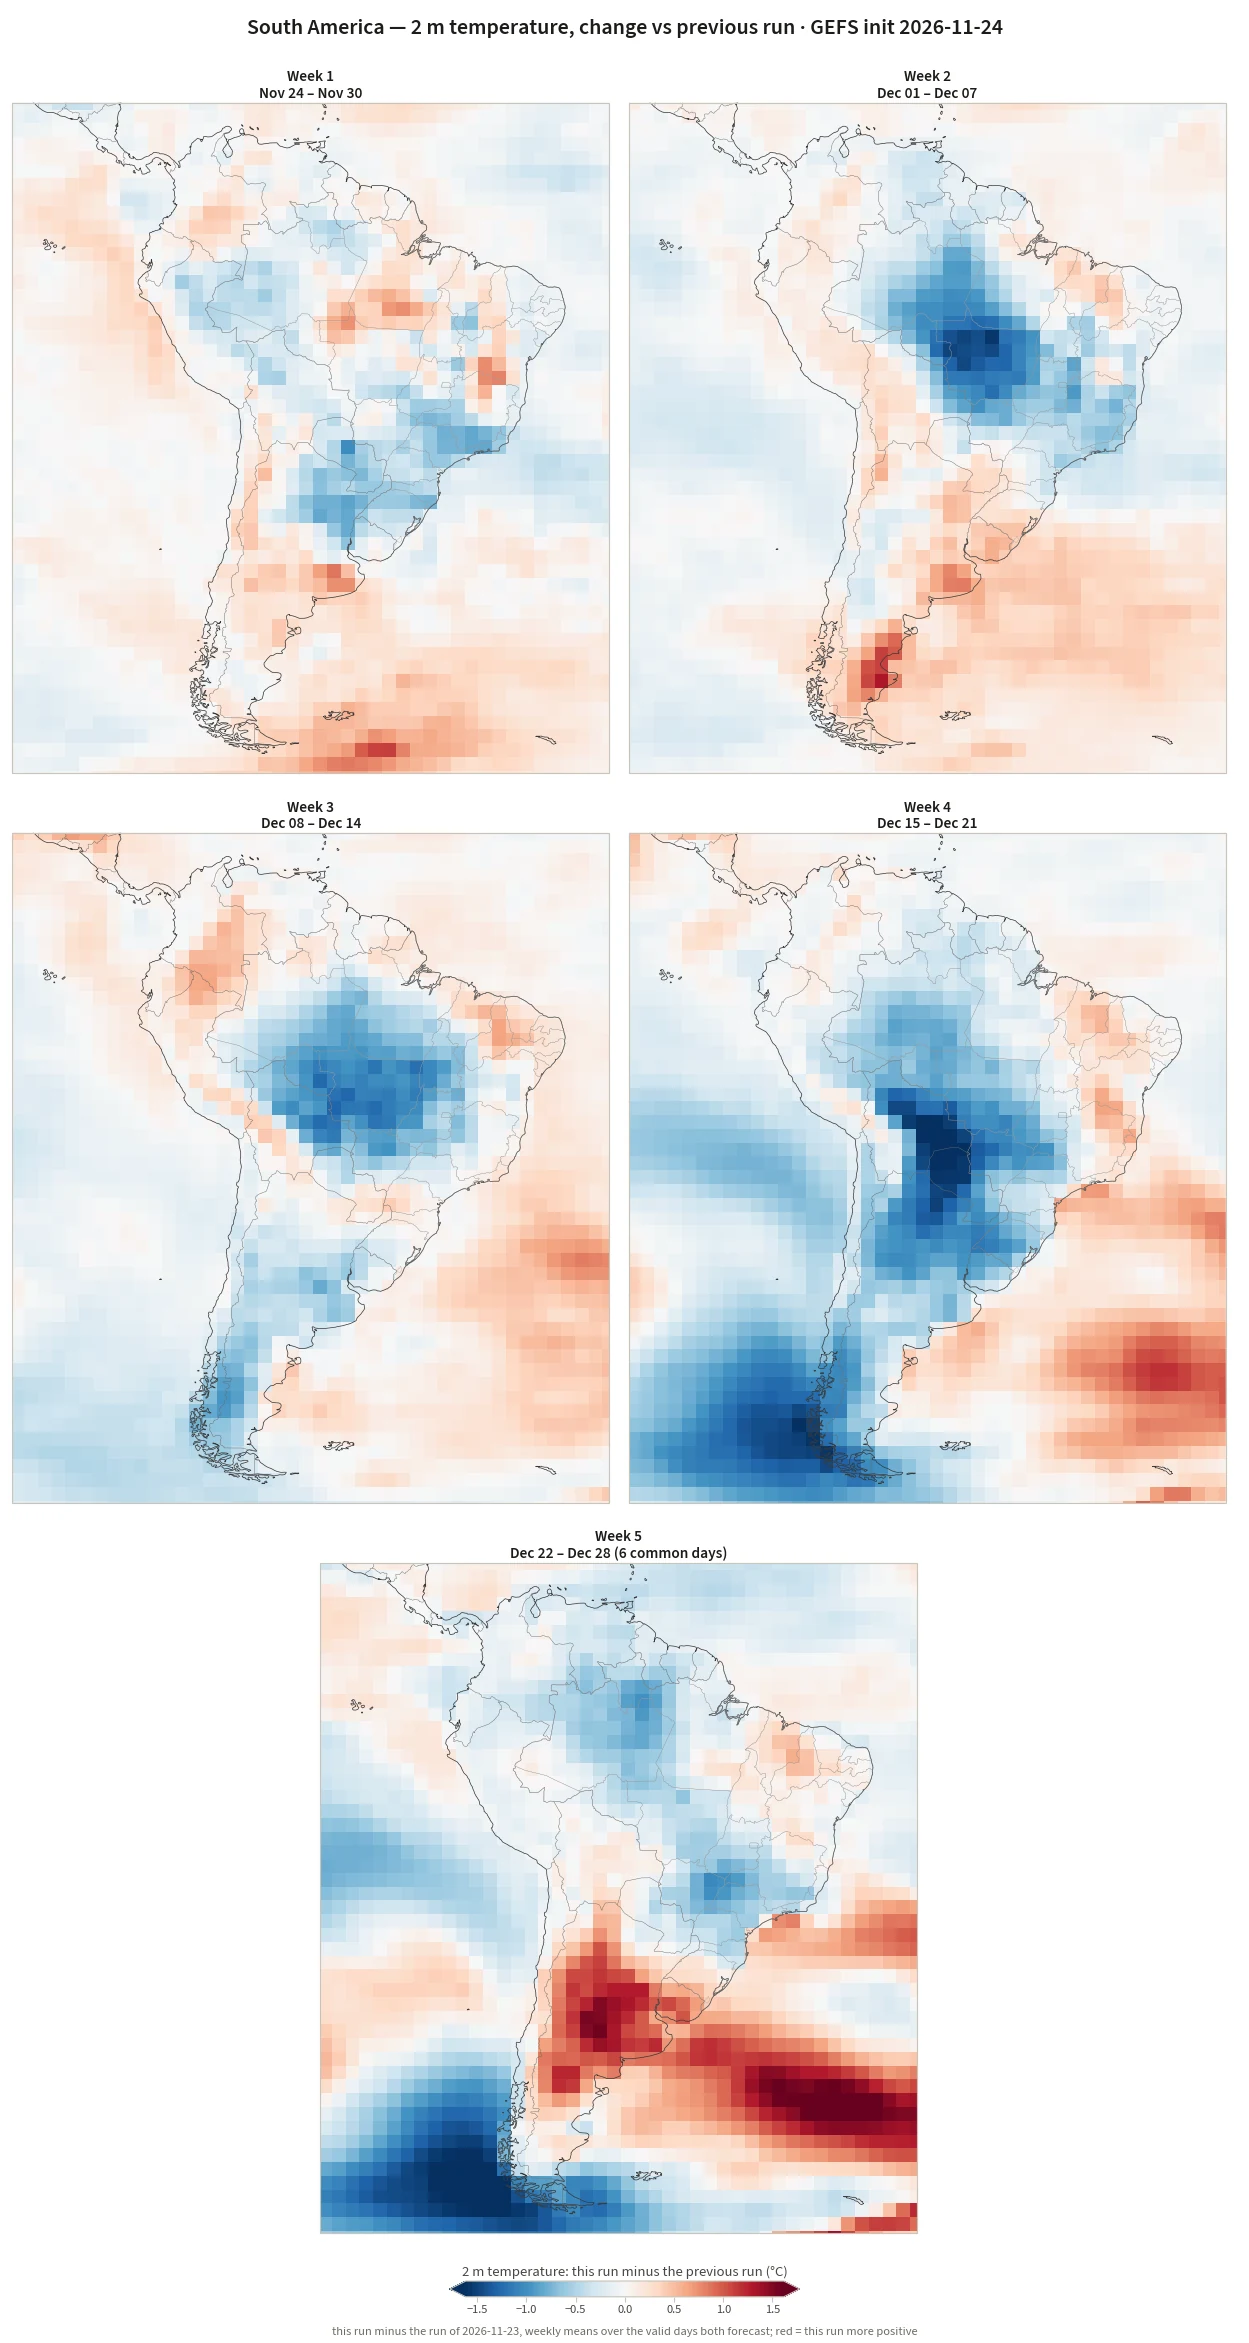 South America — 2 m temperature, change vs previous run · GEFS init 2026-11-24
Week 1
Nov 24 – Nov 30
Week 2
Dec 01 – Dec 07
Week 3
Dec 08 – Dec 14
Week 4
Dec 15 – Dec 21
Week 5
Dec 22 – Dec 28 (6 common days)
2 m temperature: this run minus the previous run (°C)
−1.5 −1.0 −0.5 0.0 0.5 1.0 1.5
this run minus the run of 2026-11-23, weekly means over the valid days both forecast; red = this run more positive